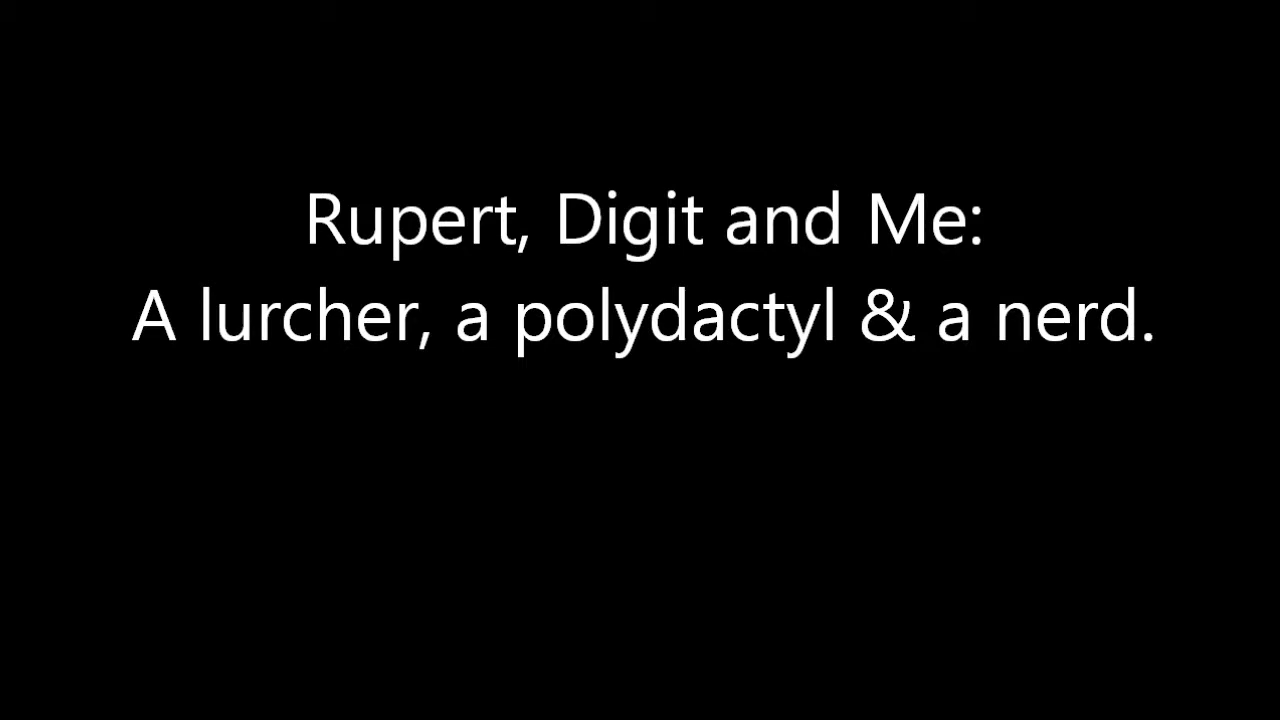 Rupert, Digit and Me:
A lurcher, a polydactyl & a nerd.